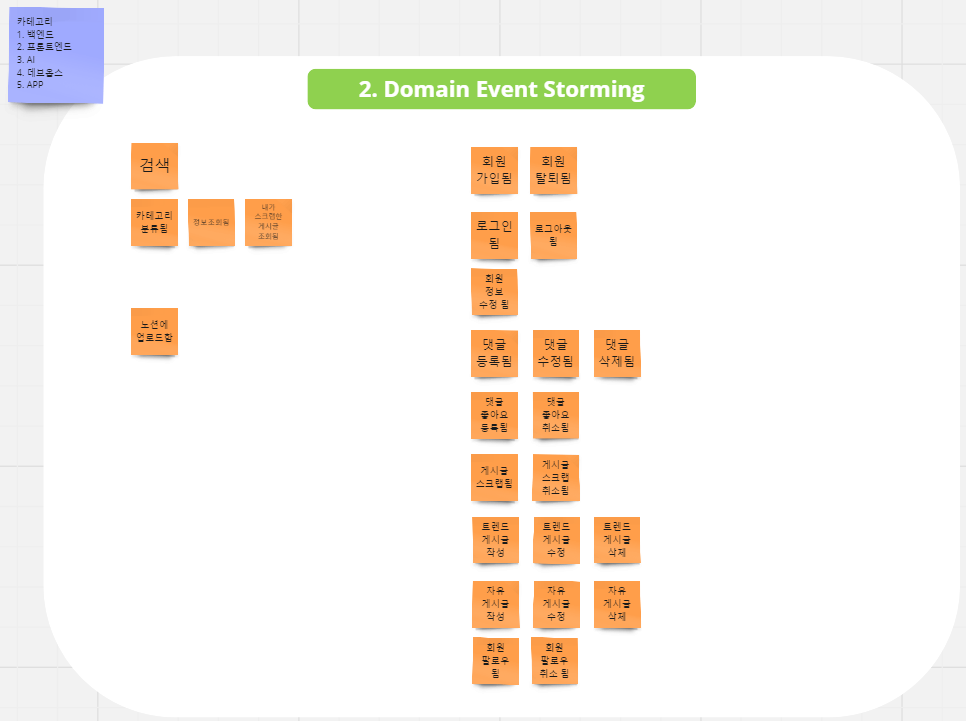 카테고리
1. 백엔드
2. 프론트엔드
3. AI
4. 데브옵스
5. APP
2. Domain Event Storming
검색
카테고리
분류됨
정보조회됨
내가
스크랩한
게시글
조회됨
노션에
업로드함
회원
가입됨
회원
탈퇴됨
로그인
됨
로그아웃
됨
회원
정보
수정 됨
댓글
등록됨
댓글
수정됨
댓글
삭제됨
댓글
좋아요
등록됨
댓글
좋아요
취소됨
게시글
스크랩됨
게시글
스크랩
취소됨
트렌드
게시글
작성
트렌드
게시글
수정
트렌드
게시글
삭제
자유
게시글
작성
자유
게시글
수정
자유
게시글
삭제
회원
팔로우
됨
회원
팔로우
취소 됨